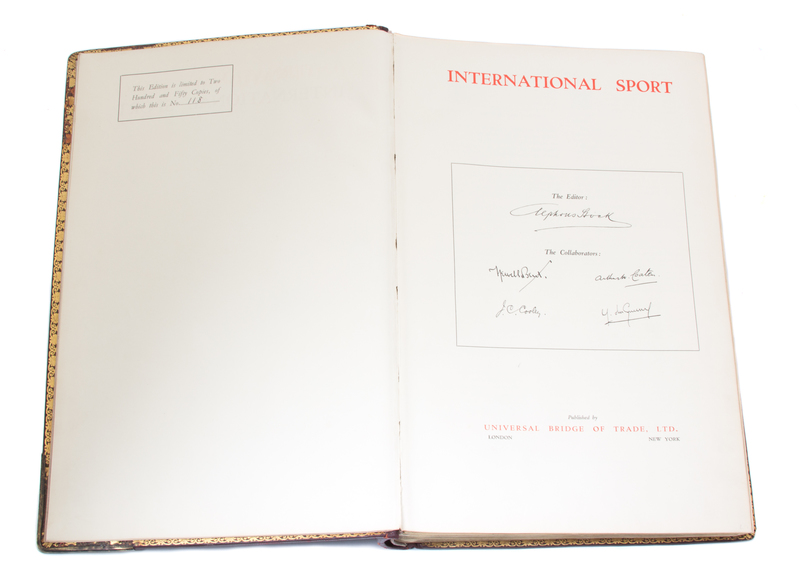 This Edition is limited to Two
Hundred and Fifty Copies, of
which this is No. 118
INTERNATIONAL SPORT
The Editor:
The Collaborators:
J. C. Cooley.
Published by
UNIVERSAL BRIDGE OF TRADE, LTD.
LONDON NEW YORK